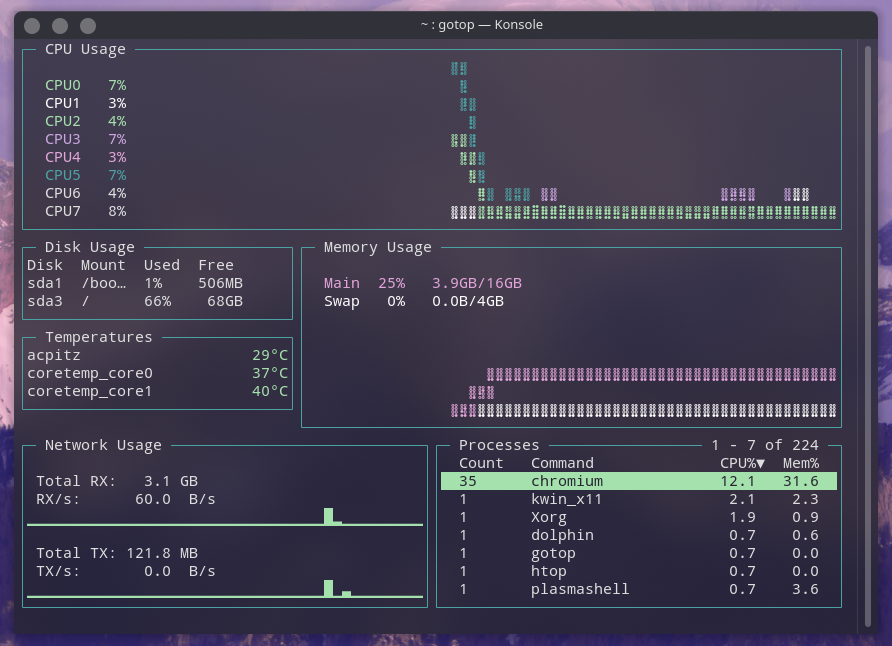 ~ : gotop — Konsole
CPU Usage
CPU0 7%
CPU1 3%
CPU2 4%
CPU3 7%
CPU4 3%
CPU5 7%
CPU6 4%
CPU7 8%
Disk Usage
Disk Mount Used Free
sda1 /boo… 1% 506MB
sda3 / 66% 68GB
Memory Usage
Main 25% 3.9GB/16GB
Swap 0% 0.0B/4GB
Temperatures
acpitz 29°C
coretemp_core0 37°C
coretemp_core1 40°C
Network Usage
Total RX: 3.1 GB
RX/s: 60.0 B/s
Total TX: 121.8 MB
TX/s: 0.0 B/s
Processes 1 - 7 of 224
Count Command CPU%▼ Mem%
35 chromium 12.1 31.6
1 kwin_x11 2.1 2.3
1 Xorg 1.9 0.9
1 dolphin 0.7 0.6
1 gotop 0.7 0.0
1 htop 0.7 0.0
1 plasmashell 0.7 3.6